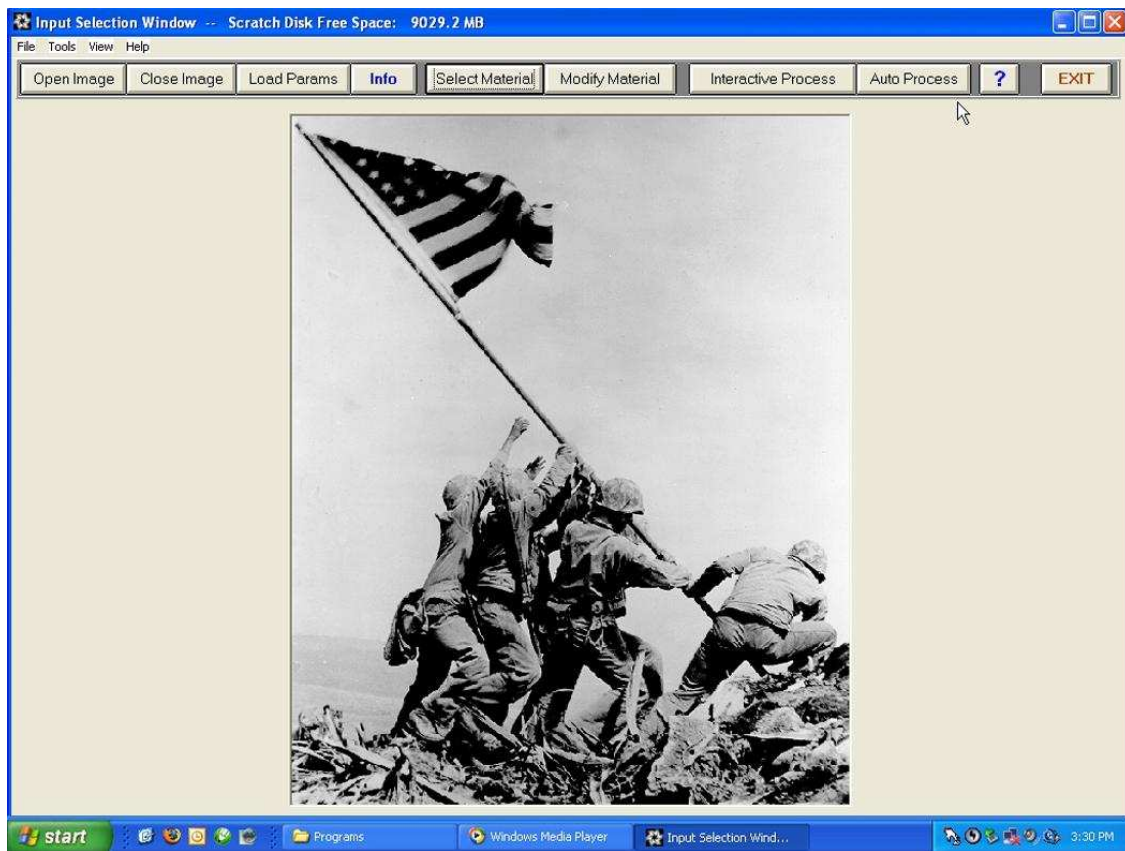 Input Selection Window -- Scratch Disk Free Space: 9029.2 MB
File Tools View Help
Open Image Close Image Load Params Info Select Material Modify Material Interactive Process Auto Process ? EXIT
start Programs Windows Media Player Input Selection Wind... 3:30 PM